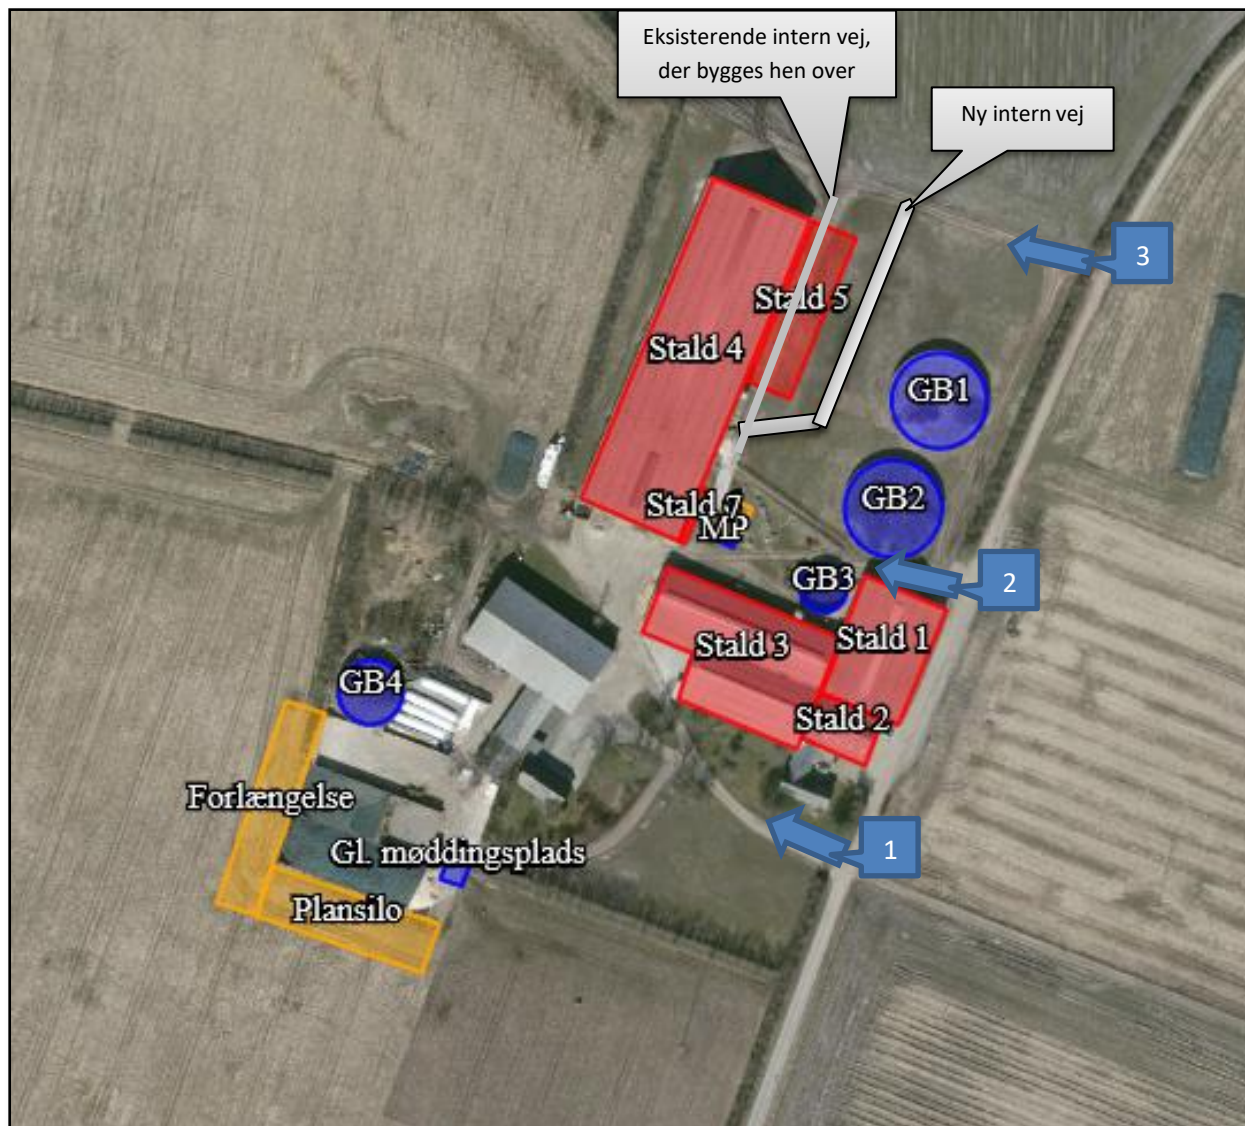 Eksisterende intern vej,
der bygges hen over
Ny intern vej
3
Stald 5
Stald 4
GB1
GB2
Stald 7
MP
GB3
2
Stald 3
Stald 1
GB4
Stald 2
Forlængelse
1
Gl. møddingsplads
Plansilo